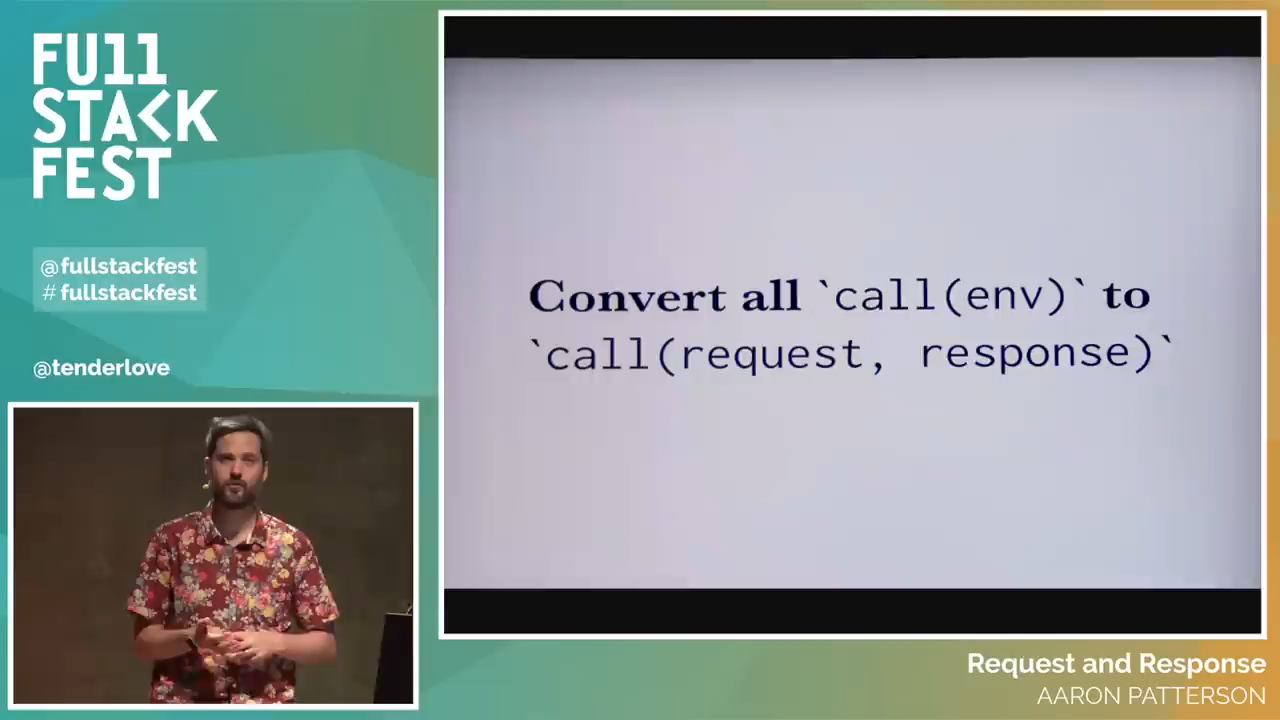 FU11
STACK
FEST
@fullstackfest
# fullstackfest
@tenderlove
Convert all `call(env)` to
`call(request, response)`
Request and Response
AARON PATTERSON